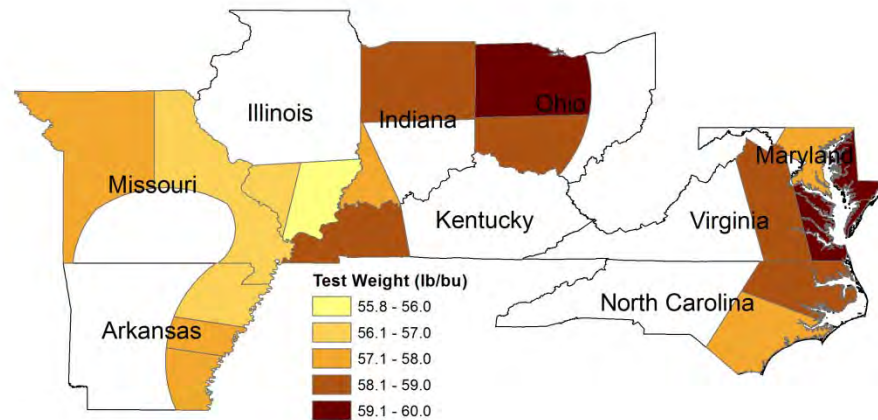 Illinois
Indiana
Ohio
Missouri
Maryland
Kentucky
Virginia
Test Weight (lb/bu)
55.8 - 56.0
56.1 - 57.0
57.1 - 58.0
58.1 - 59.0
59.1 - 60.0
North Carolina
Arkansas